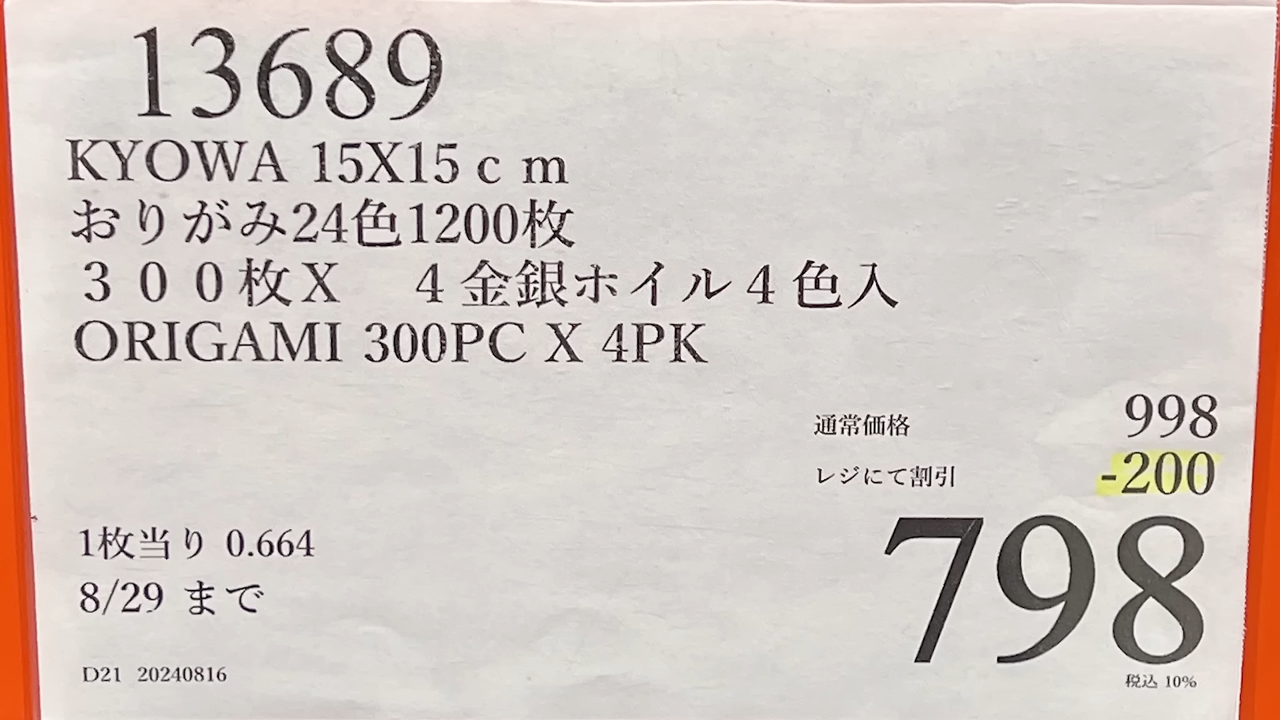 13689
KYOWA 15X15ｃｍ
おりがみ24色1200枚
３００枚X　４金銀ホイル４色入
ORIGAMI 300PC X 4PK
通常価格 998
レジにて割引 -200
798
税込 10%
1枚当り 0.664
8/29 まで
D21 20240816